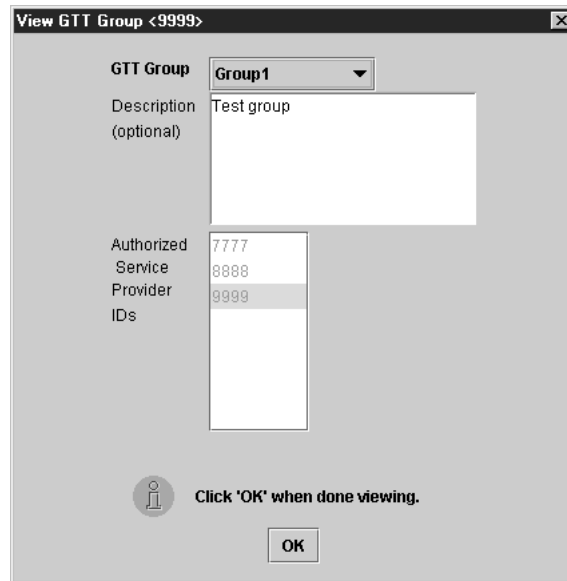 View GTT Group <9999>
GTT Group
Group1
Description
(optional)
Test group
Authorized
Service
Provider
IDs
7777
8888
9999
Click 'OK' when done viewing.
OK